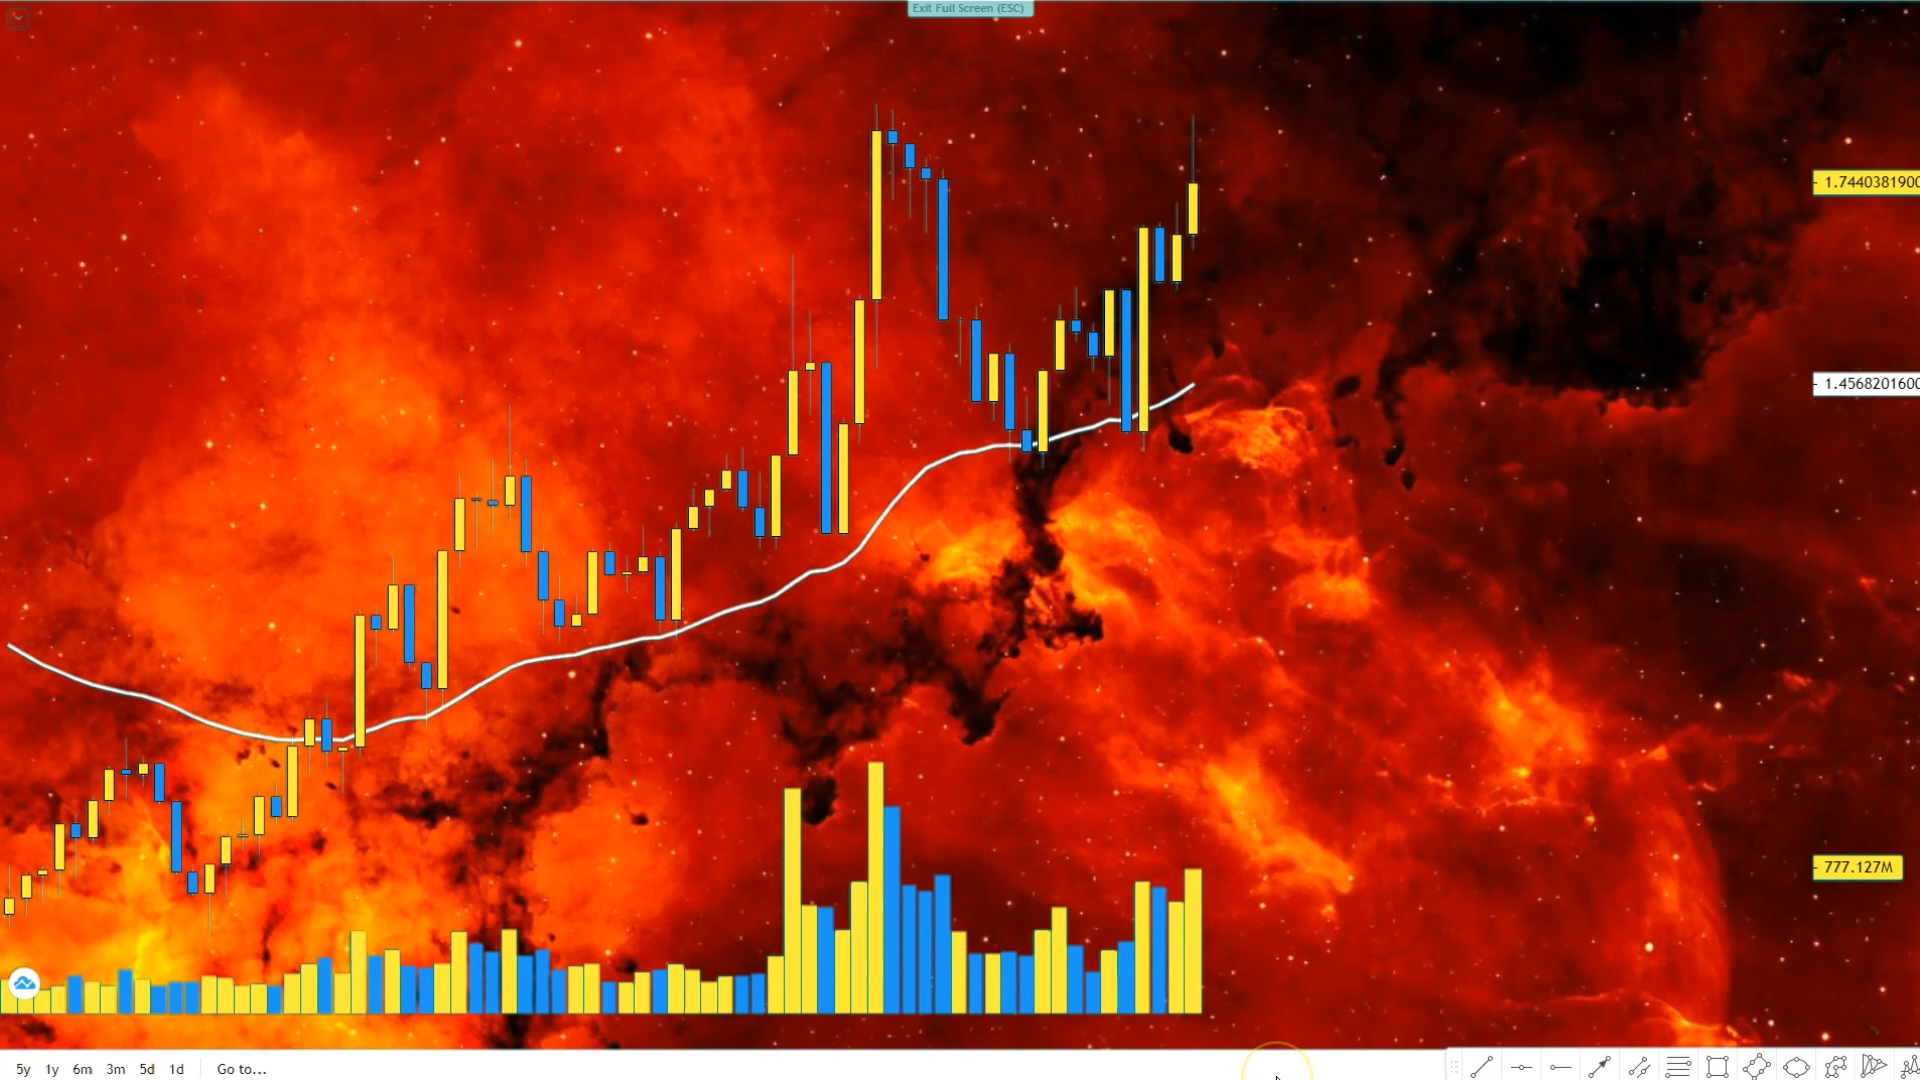 Exit Full Screen (ESC)
1.7440381900
1.4568201600
777.127M
5y 1y 6m 3m 5d 1d Go to...